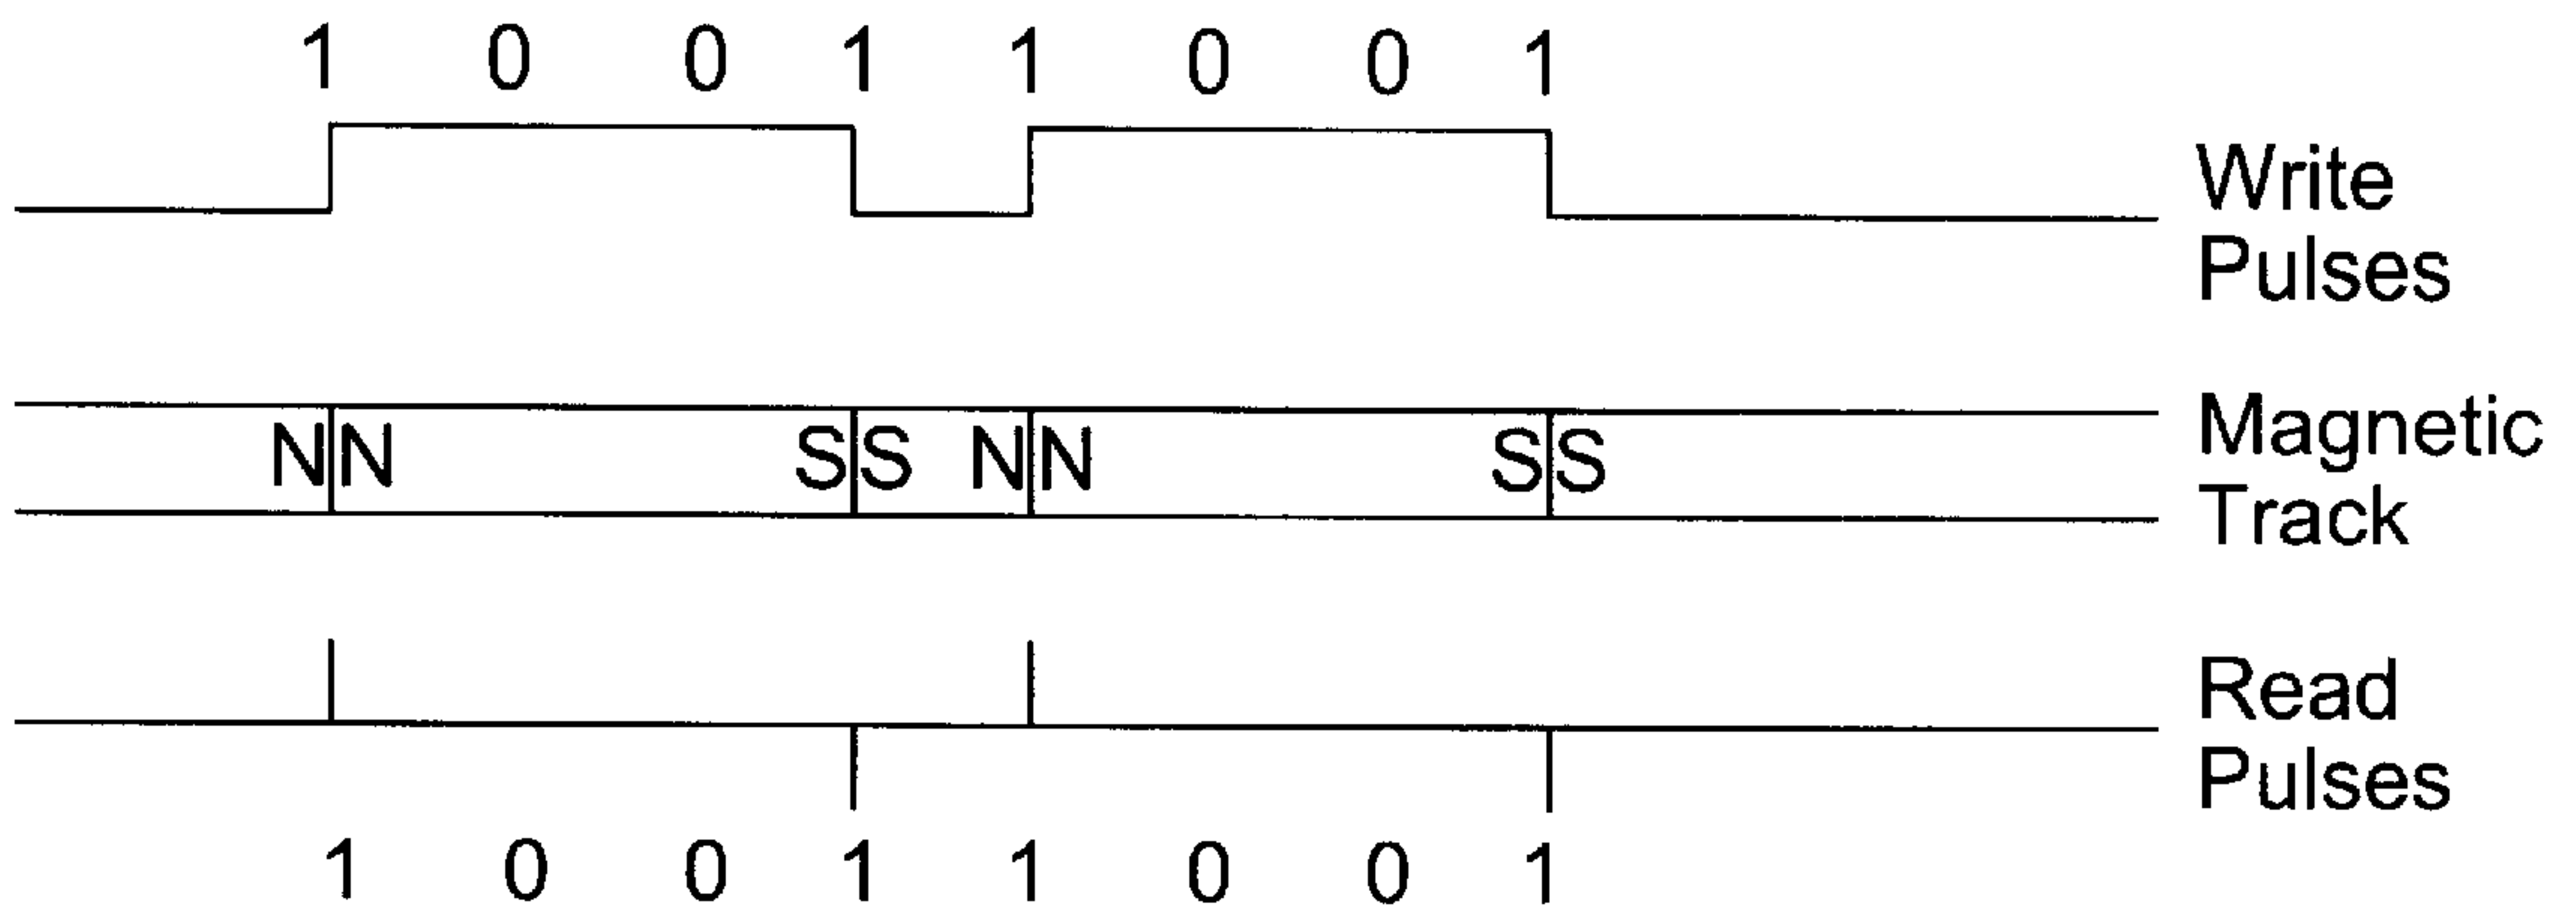 1 0 0 1 1 0 0 1
Write
Pulses
N N S S N N S S
Magnetic
Track
Read
Pulses
1 0 0 1 1 0 0 1